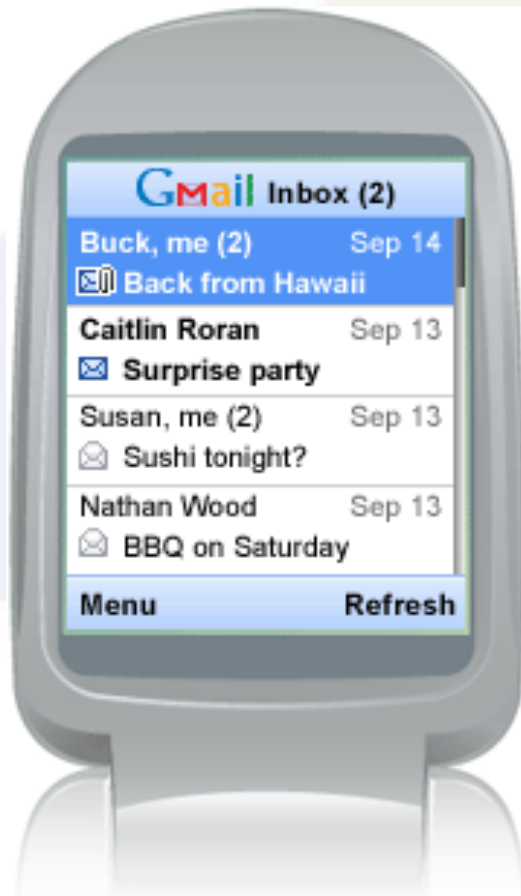 Gmail Inbox (2)
Buck, me (2) Sep 14
Back from Hawaii
Caitlin Roran Sep 13
Surprise party
Susan, me (2) Sep 13
Sushi tonight?
Nathan Wood Sep 13
BBQ on Saturday
Menu Refresh